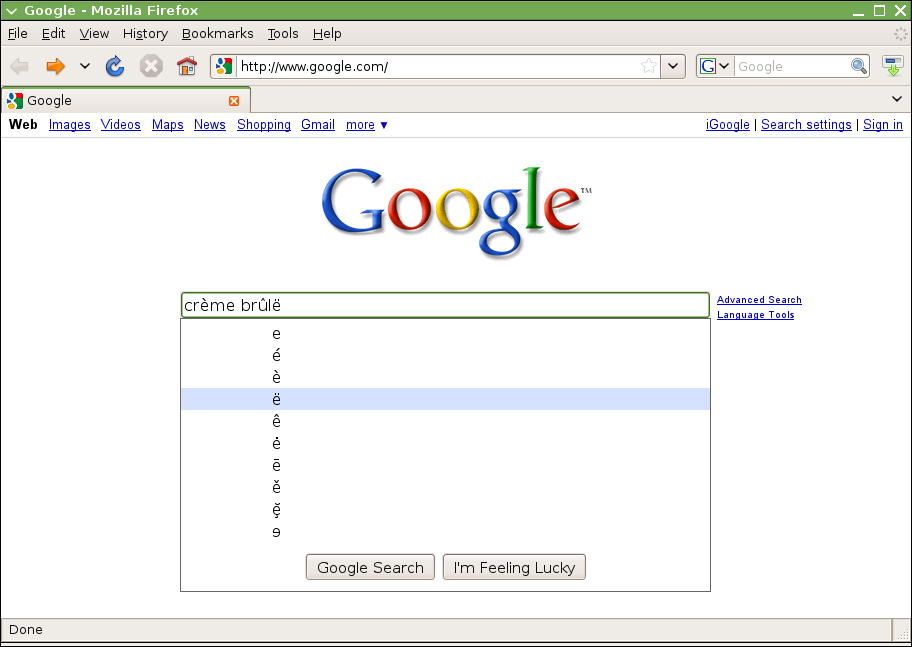 Google - Mozilla Firefox
File Edit View History Bookmarks Tools Help
http://www.google.com/ G Google
Google
Web Images Videos Maps News Shopping Gmail more ▼ iGoogle | Search settings | Sign in
Google™
crème brûlë Advanced Search
Language Tools
e
é
è
ë
ê
ė
ē
ě
ḝ
ɘ
Google Search I'm Feeling Lucky
Done